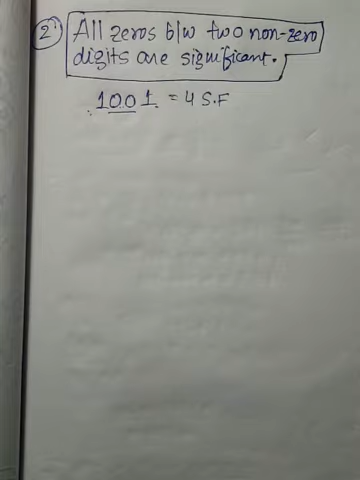 2 All zeros b/w two non-zero
digits are significant.
1001 = 4 S.F